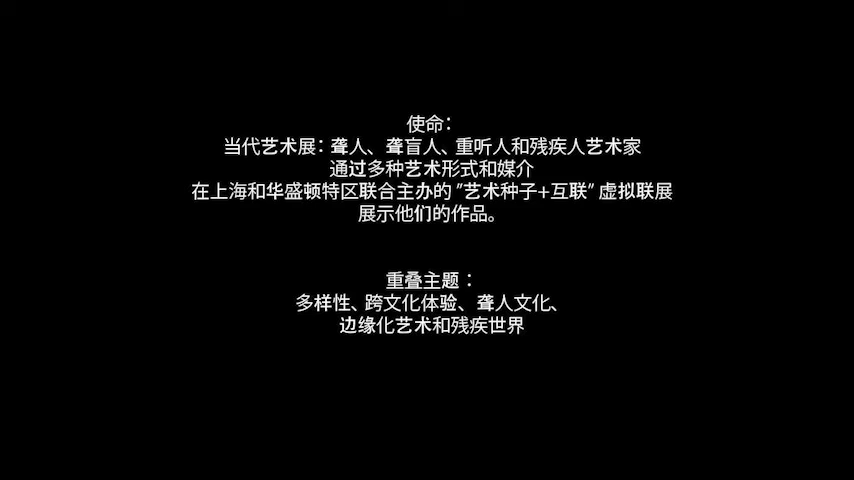 使命：
当代艺术展：聋人、聋盲人、重听人和残疾人艺术家
通过多种艺术形式和媒介
在上海和华盛顿特区联合主办的 "艺术种子+互联" 虚拟联展
展示他们的作品。
重叠主题：
多样性、跨文化体验、聋人文化、
边缘化艺术和残疾世界